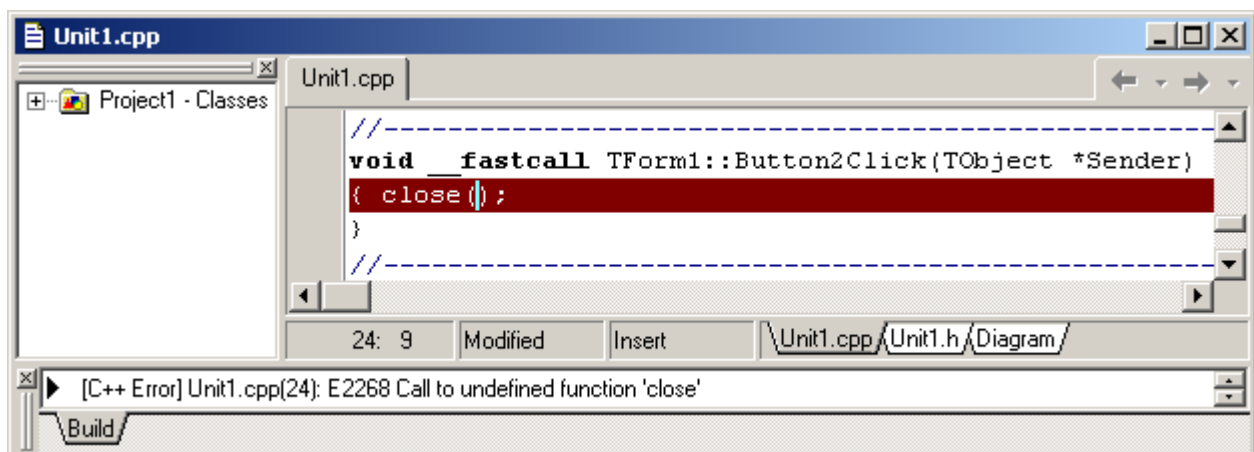 Unit1.cpp
Project1 - Classes
Unit1.cpp
//----------------------------------------------------
void __fastcall TForm1::Button2Click(TObject *Sender)
{ close();
}
//----------------------------------------------------
24: 9 Modified Insert Unit1.cpp Unit1.h Diagram
[C++ Error] Unit1.cpp(24): E2268 Call to undefined function 'close'
Build